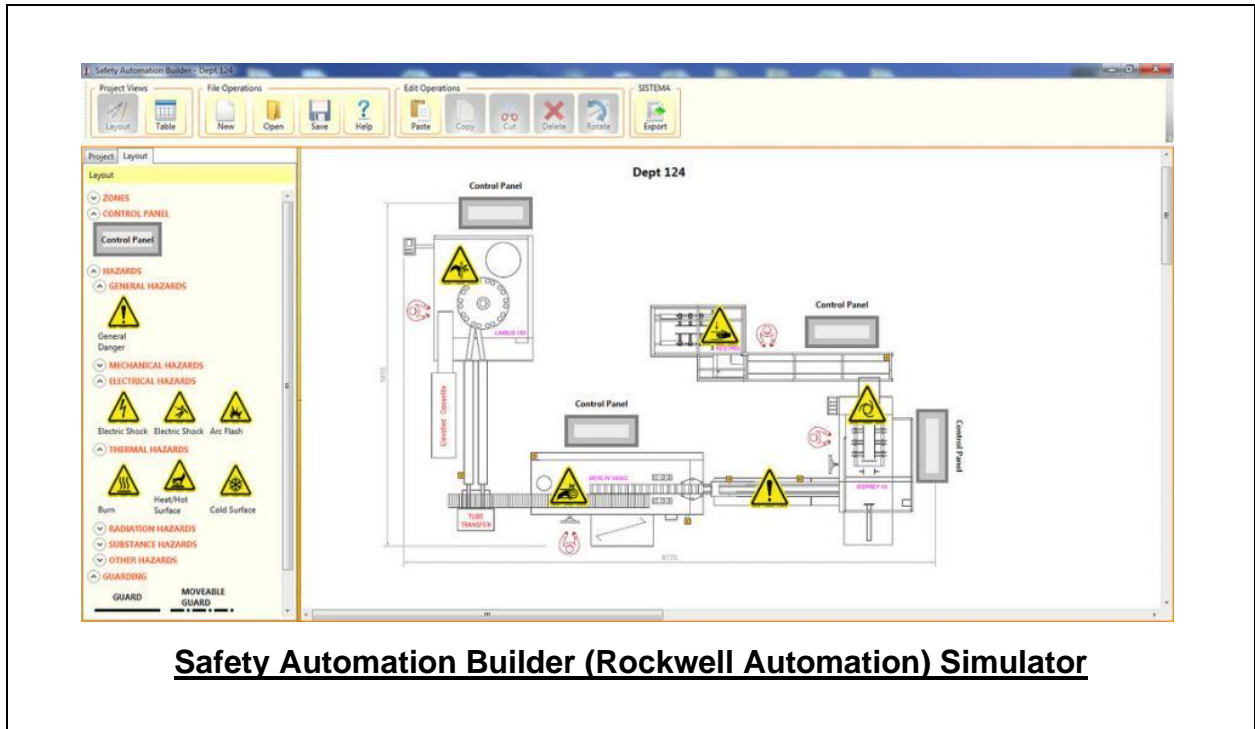 Safety Automation Builder - Dept 124
Project Views
File Operations
Edit Operations
SISTEMA
Layout
Table
New
Open
Save
Help
Paste
Copy
Cut
Delete
Rotate
Export
Project
Layout
Layout
ZONES
CONTROL PANEL
Control Panel
HAZARDS
GENERAL HAZARDS
General
Danger
MECHANICAL HAZARDS
ELECTRICAL HAZARDS
Electric Shock
Electric Shock
Arc Flash
THERMAL HAZARDS
Burn
Heat/Hot
Surface
Cold Surface
RADIATION HAZARDS
SUBSTANCE HAZARDS
OTHER HAZARDS
GUARDING
GUARD
MOVEABLE
GUARD
Dept 124
Control Panel
Control Panel
Control Panel
Control Panel
Elevated
TUBE
TRANSFER
8770
Safety Automation Builder (Rockwell Automation) Simulator